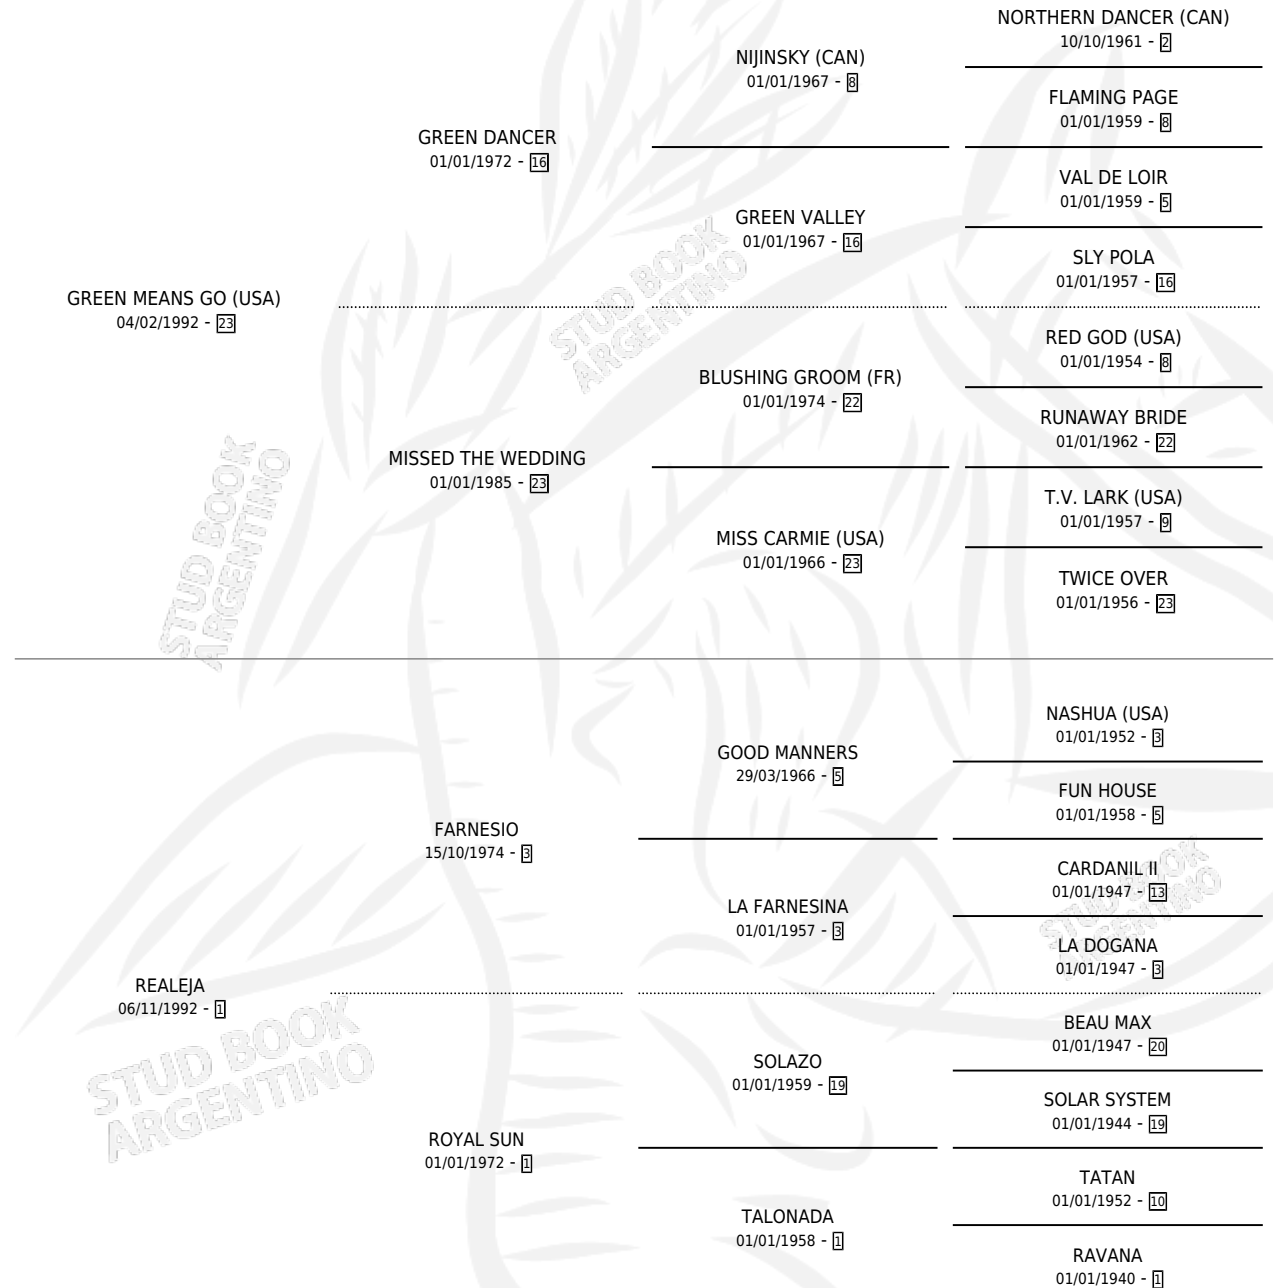 NORTHERN DANCER (CAN)
10/10/1961 - 2
NIJINSKY (CAN)
01/01/1967 - 8
FLAMING PAGE
01/01/1959 - 8
GREEN DANCER
01/01/1972 - 16
VAL DE LOIR
01/01/1959 - 5
GREEN VALLEY
01/01/1967 - 16
SLY POLA
01/01/1957 - 16
GREEN MEANS GO (USA)
04/02/1992 - 23
RED GOD (USA)
01/01/1954 - 8
BLUSHING GROOM (FR)
01/01/1974 - 22
RUNAWAY BRIDE
01/01/1962 - 22
MISSED THE WEDDING
01/01/1985 - 23
T.V. LARK (USA)
01/01/1957 - 9
MISS CARMIE (USA)
01/01/1966 - 23
TWICE OVER
01/01/1956 - 23
NASHUA (USA)
01/01/1952 - 3
GOOD MANNERS
29/03/1966 - 5
FUN HOUSE
01/01/1958 - 5
FARNESIO
15/10/1974 - 3
CARDANIL II
01/01/1947 - 13
LA FARNESINA
01/01/1957 - 3
LA DOGANA
01/01/1947 - 3
REALEJA
06/11/1992 - 1
BEAU MAX
01/01/1947 - 20
SOLAZO
01/01/1959 - 19
SOLAR SYSTEM
01/01/1944 - 19
ROYAL SUN
01/01/1972 - 1
TATAN
01/01/1952 - 10
TALONADA
01/01/1958 - 1
RAVANA
01/01/1940 - 1
STUD BOOK
ARGENTINO
STUD BOOK
ARGENTINO
STUD BOOK
ARGENTINO
STUD BOOK
ARGENTINO